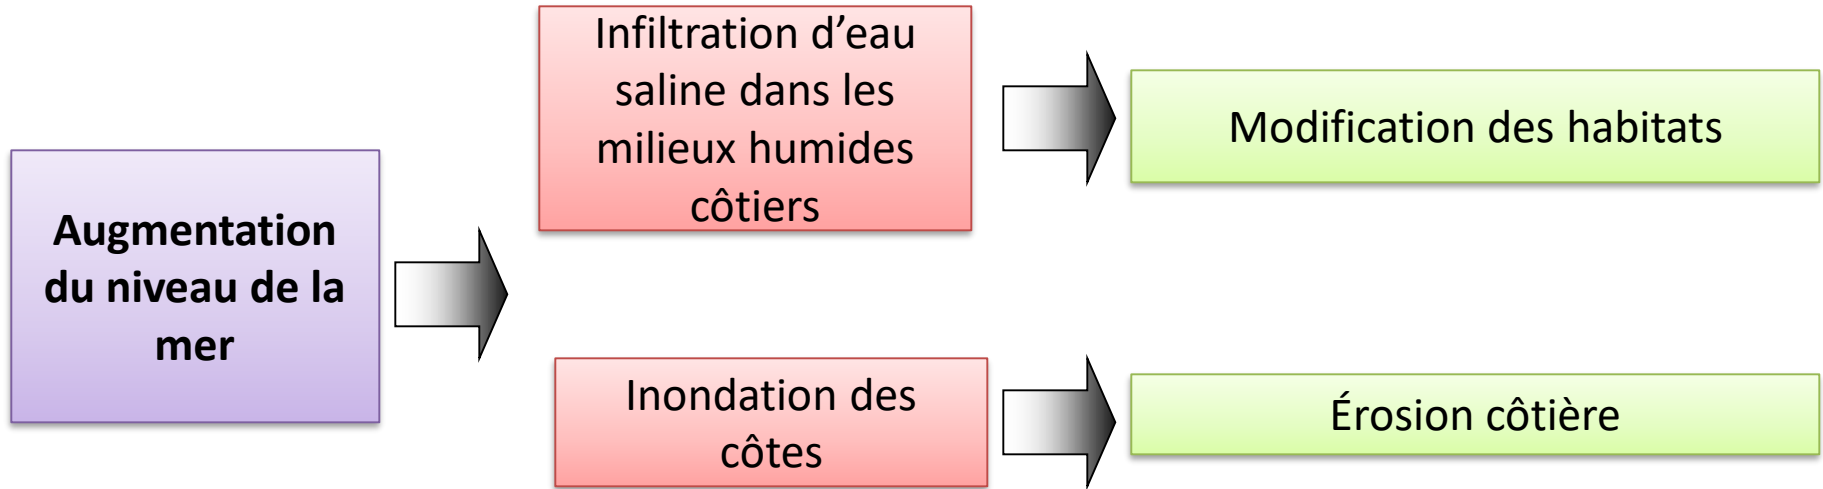 Augmentation
du niveau de la
mer
Infiltration d’eau
saline dans les
milieux humides
côtiers
Modification des habitats
Inondation des
côtes
Érosion côtière